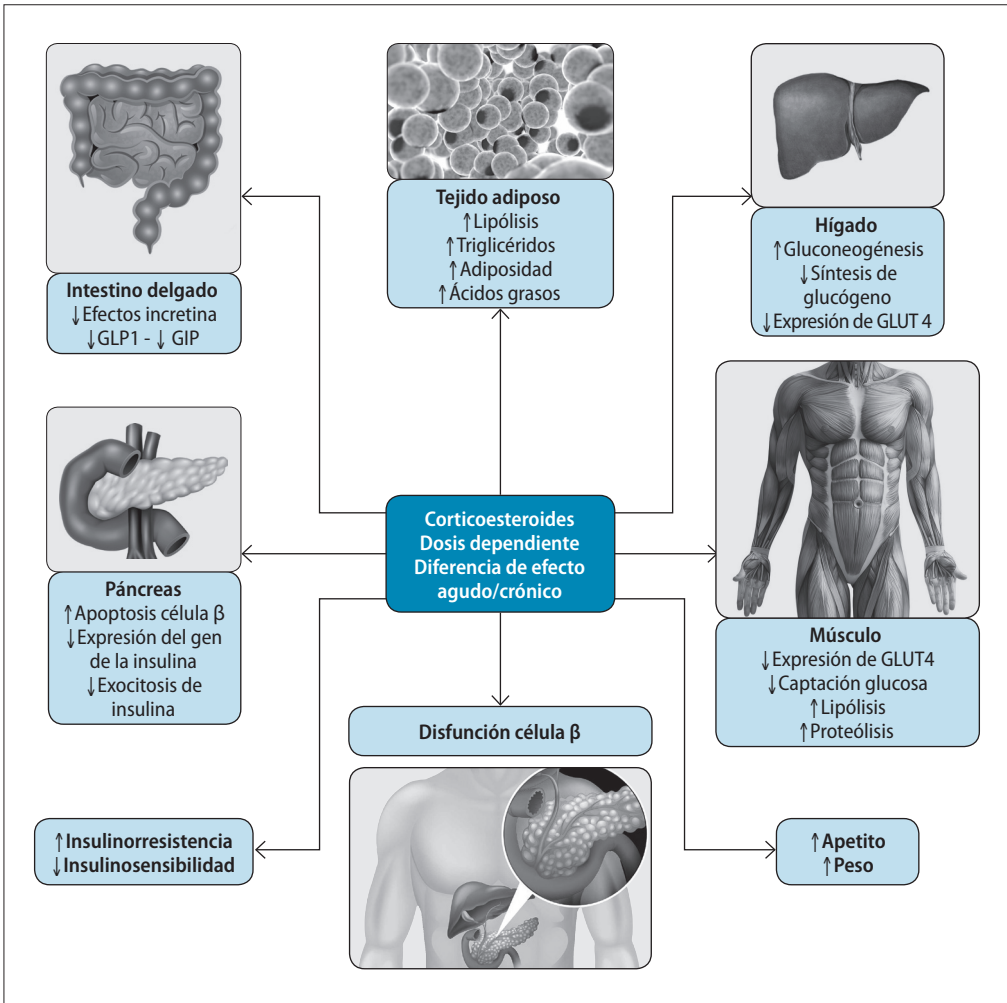 Intestino delgado
↓Efectos incretina
↓GLP1 - ↓ GIP
Tejido adiposo
↑Lipólisis
↑Triglicéridos
↑Adiposidad
↑Ácidos grasos
Hígado
↑Gluconeogénesis
↓Síntesis de
glucógeno
↓Expresión de GLUT 4
Páncreas
↑Apoptosis célula β
↓Expresión del gen
de la insulina
↓Exocitosis de
insulina
Corticoesteroides
Dosis dependiente
Diferencia de efecto
agudo/crónico
Músculo
↓Expresión de GLUT4
↓Captación glucosa
↑Lipólisis
↑Proteólisis
Disfunción célula β
↑Insulinorresistencia
↓Insulinosensibilidad
↑Apetito
↑Peso